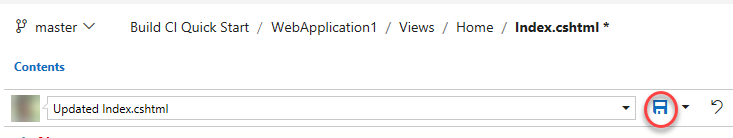 master Build CI Quick Start / WebApplication1 / Views / Home / Index.cshtml *
Contents
Updated Index.cshtml